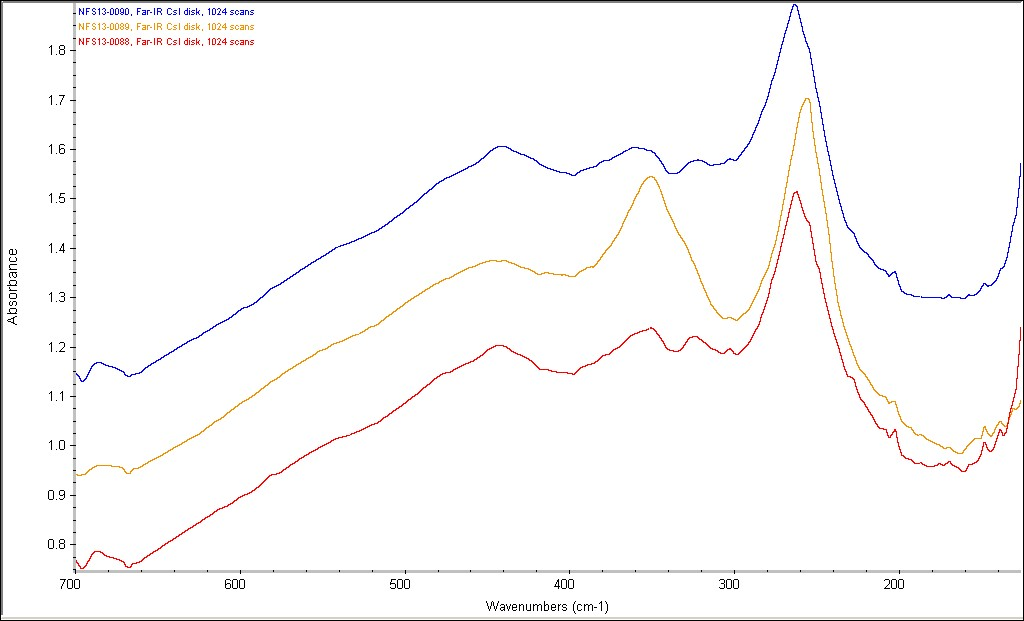 NFS13-0090, Far-IR CsI disk, 1024 scans
NFS13-0089, Far-IR CsI disk, 1024 scans
NFS13-0088, Far-IR CsI disk, 1024 scans
1.8
1.7
1.6
1.5
1.4
1.3
1.2
1.1
1.0
0.9
0.8
Absorbance
700 600 500 400 300 200
Wavenumbers (cm-1)